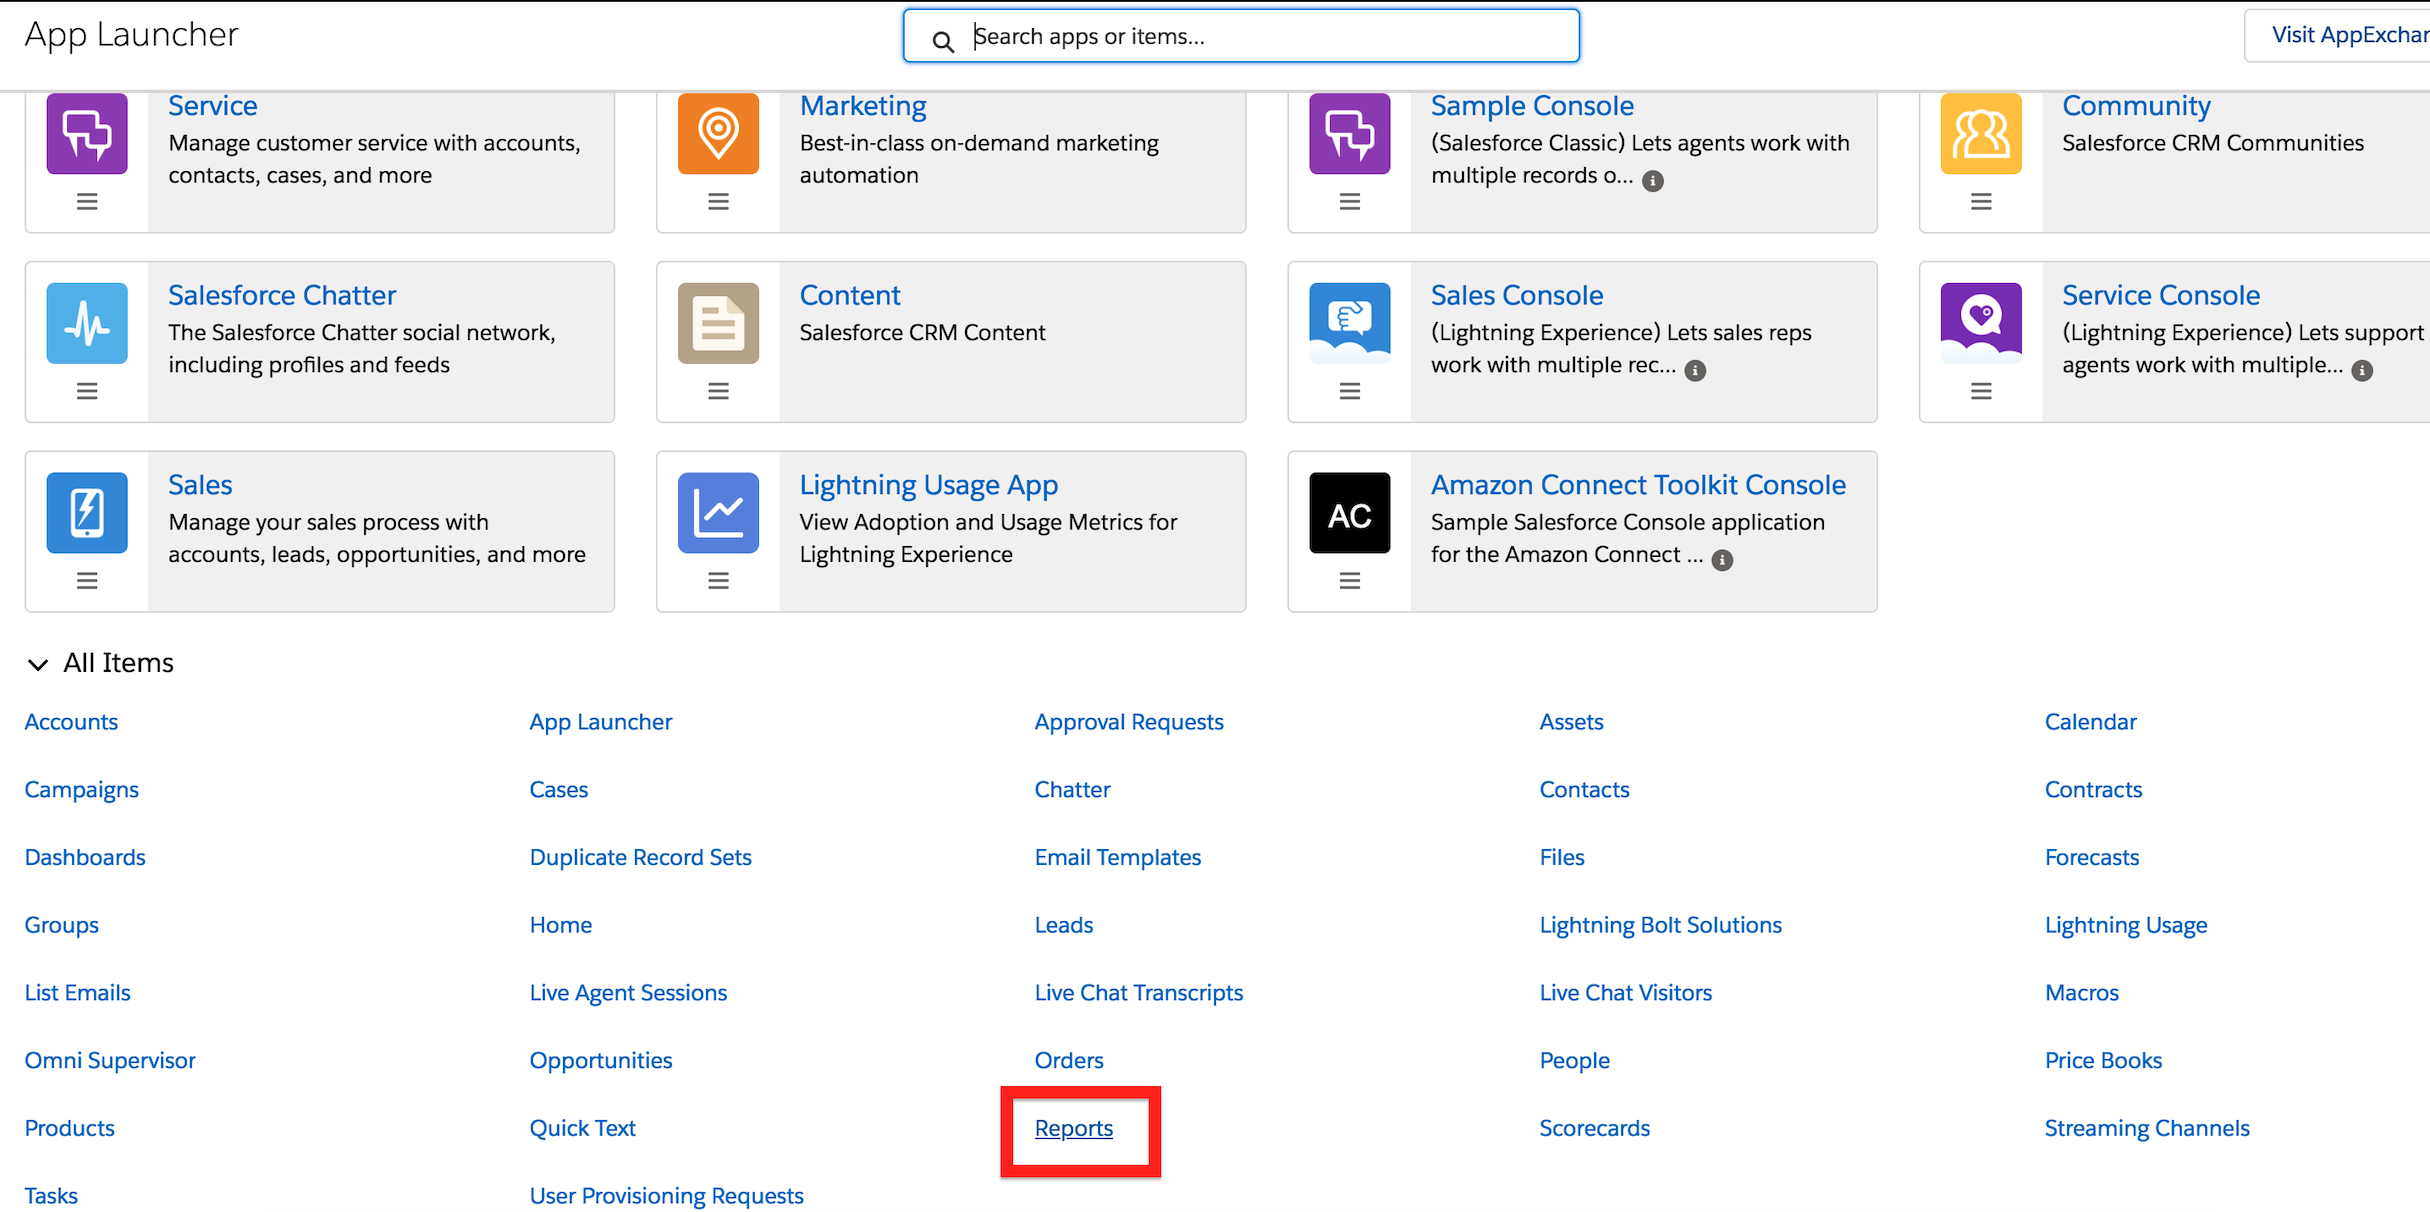 App Launcher
Search apps or items...
Visit AppExchan
Service
Manage customer service with accounts,
contacts, cases, and more
Marketing
Best-in-class on-demand marketing
automation
Sample Console
(Salesforce Classic) Lets agents work with
multiple records o...
Community
Salesforce CRM Communities
Salesforce Chatter
The Salesforce Chatter social network,
including profiles and feeds
Content
Salesforce CRM Content
Sales Console
(Lightning Experience) Lets sales reps
work with multiple rec...
Service Console
(Lightning Experience) Lets support
agents work with multiple...
Sales
Manage your sales process with
accounts, leads, opportunities, and more
Lightning Usage App
View Adoption and Usage Metrics for
Lightning Experience
AC
Amazon Connect Toolkit Console
Sample Salesforce Console application
for the Amazon Connect ...
All Items
Accounts
App Launcher
Approval Requests
Assets
Calendar
Campaigns
Cases
Chatter
Contacts
Contracts
Dashboards
Duplicate Record Sets
Email Templates
Files
Forecasts
Groups
Home
Leads
Lightning Bolt Solutions
Lightning Usage
List Emails
Live Agent Sessions
Live Chat Transcripts
Live Chat Visitors
Macros
Omni Supervisor
Opportunities
Orders
People
Price Books
Products
Quick Text
Reports
Scorecards
Streaming Channels
Tasks
User Provisioning Requests